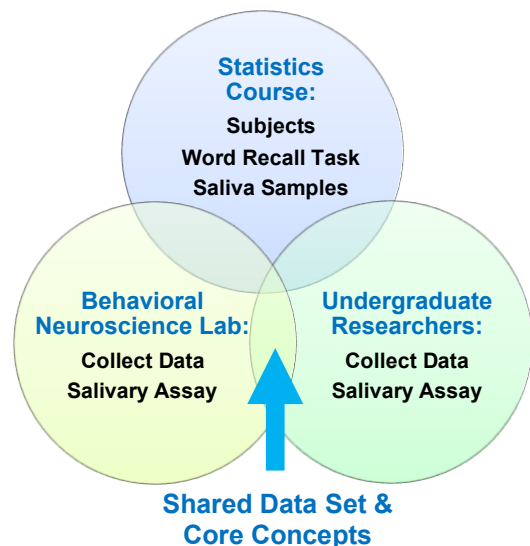 Statistics
Course:
Subjects
Word Recall Task
Saliva Samples
Behavioral
Neuroscience Lab:
Collect Data
Salivary Assay
Undergraduate
Researchers:
Collect Data
Salivary Assay
Shared Data Set &
Core Concepts